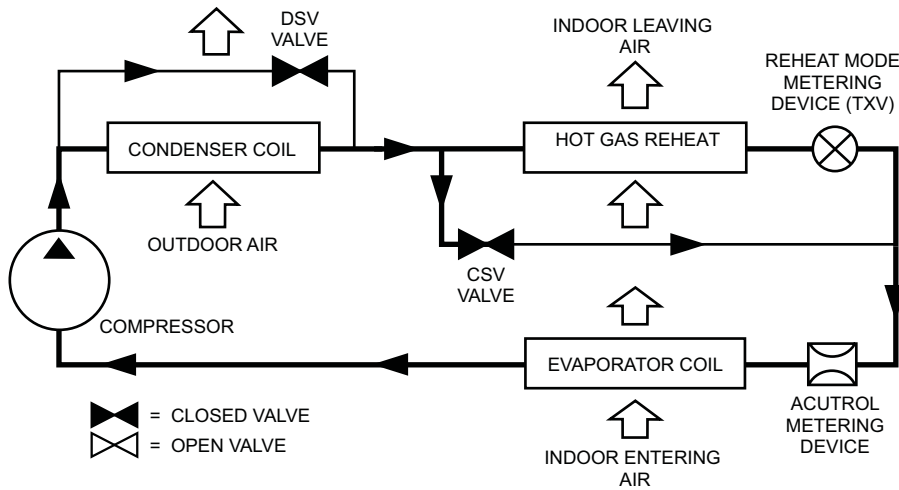 DSV
VALVE
INDOOR LEAVING
AIR
REHEAT MODE
METERING
DEVICE (TXV)
CONDENSER COIL
HOT GAS REHEAT
OUTDOOR AIR
CSV
VALVE
COMPRESSOR
EVAPORATOR COIL
= CLOSED VALVE
= OPEN VALVE
ACUTROL
METERING
DEVICE
INDOOR ENTERING
AIR